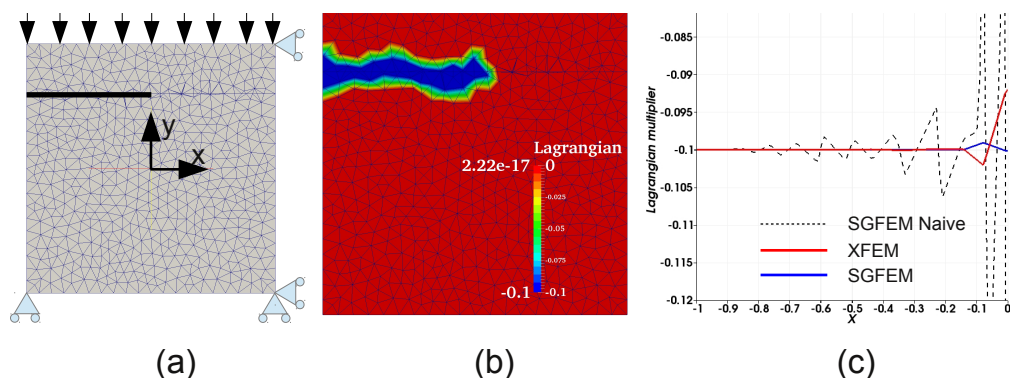 y
x
Lagrangian
2.22e-17
0
-0.025
-0.05
-0.075
-0.1
-0.1
Lagrangian multiplier
-0.085
-0.09
-0.095
-0.1
-0.105
-0.11
-0.115
-0.12
SGFEM Naive
XFEM
SGFEM
-1 -0.9 -0.8 -0.7 -0.6 -0.5 -0.4 -0.3 -0.2 -0.1 0
x
(a) (b) (c)